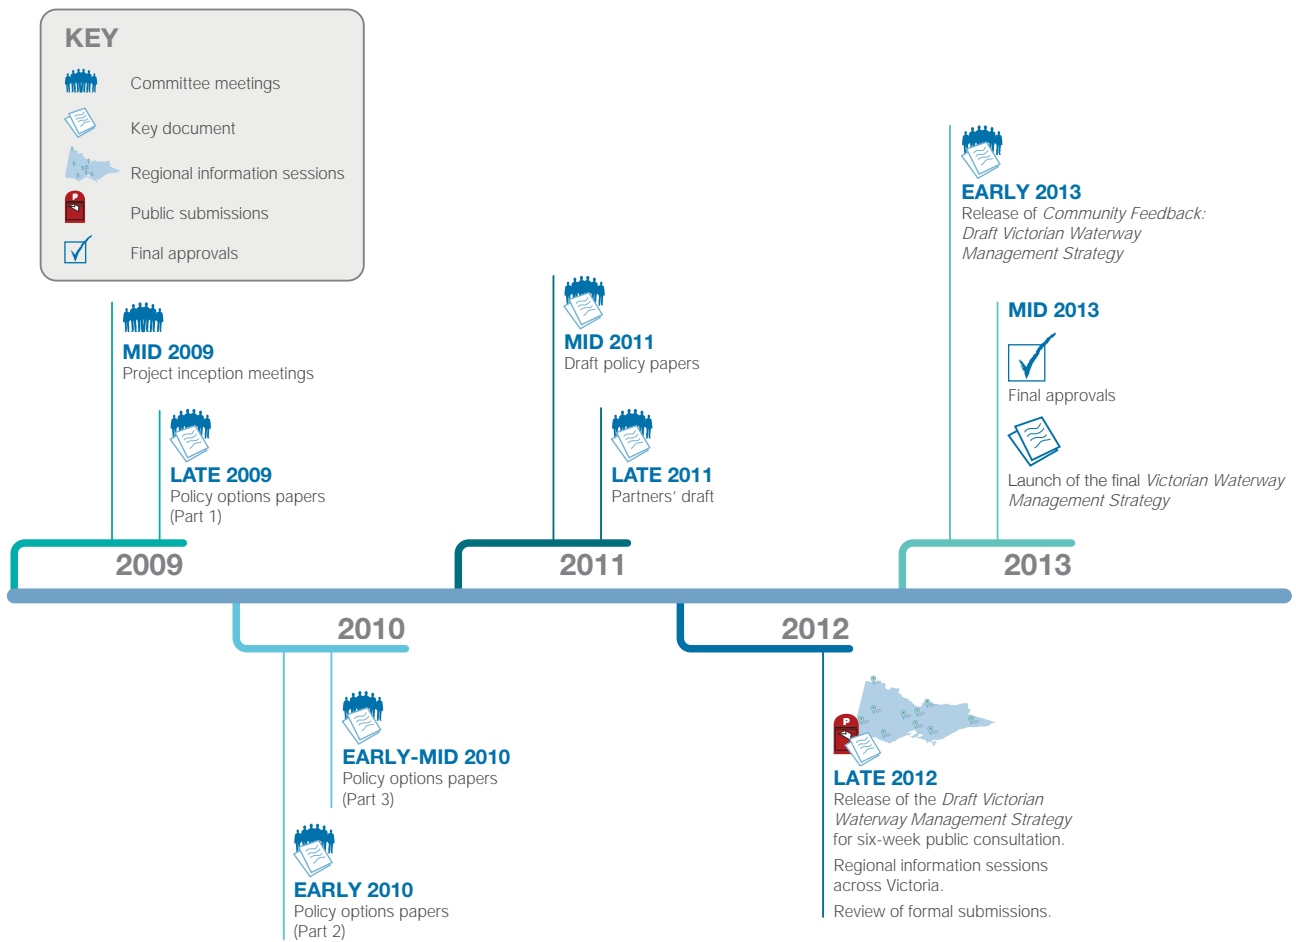 KEY
Committee meetings
Key document
Regional information sessions
P
Public submissions
Final approvals
MID 2009
Project inception meetings
LATE 2009
Policy options papers
(Part 1)
2009
EARLY 2010
Policy options papers
(Part 2)
EARLY-MID 2010
Policy options papers
(Part 3)
2010
MID 2011
Draft policy papers
LATE 2011
Partners’ draft
2011
2012
P
LATE 2012
Release of the Draft Victorian
Waterway Management Strategy
for six-week public consultation.
Regional information sessions
across Victoria.
Review of formal submissions.
EARLY 2013
Release of Community Feedback:
Draft Victorian Waterway
Management Strategy
MID 2013
Final approvals
Launch of the final Victorian Waterway
Management Strategy
2013